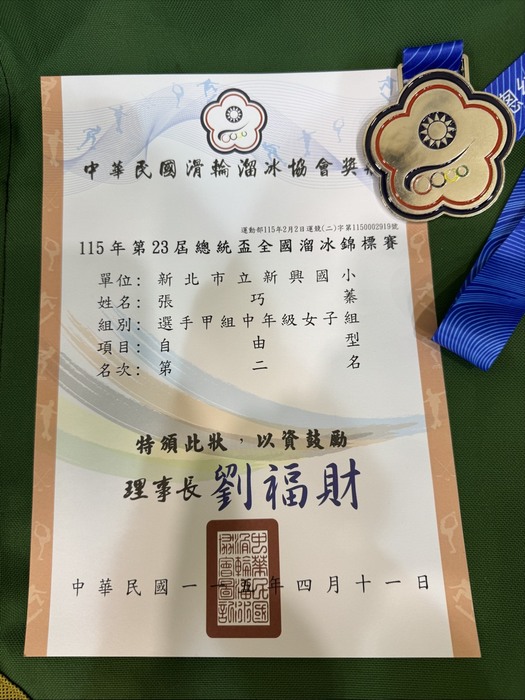 中華民國滑輪溜冰協會獎狀
運動部115年2月2日運競(二)字第1150002919號
115年第23屆總統盃全國溜冰錦標賽
單位：新北市立新興國小
姓名：張巧蓁
組別：選手甲組中年級女子組
項目：自由型
名次：第二名
特頒此狀，以資鼓勵
理事長 劉福財
中華民國一一五年四月十一日